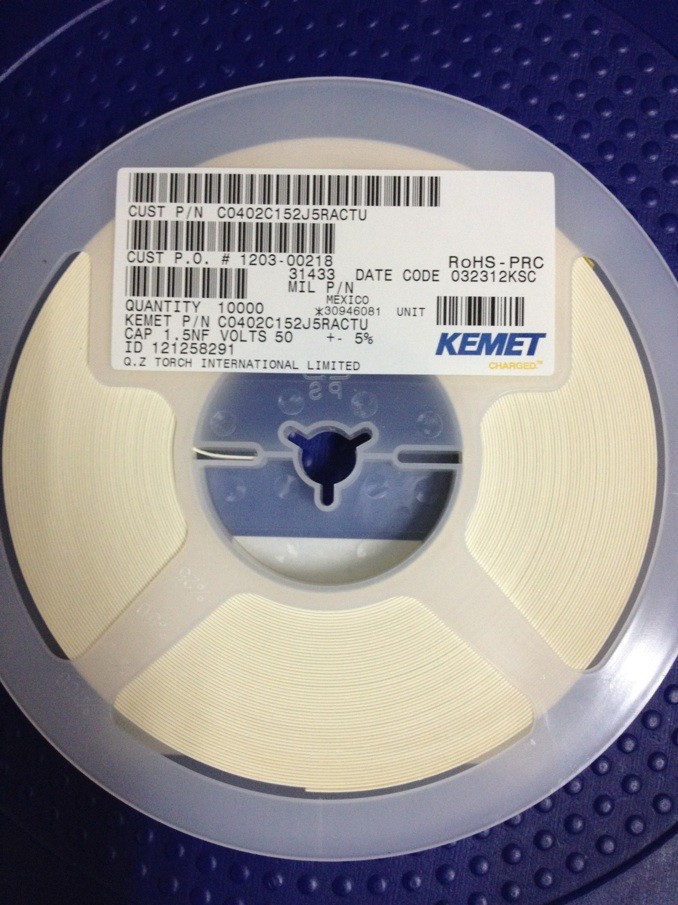 CUST P/N C0402C152J5RACTU
CUST P.O. # 1203-00218
RoHS-PRC
31433 DATE CODE 032312KSC
MIL P/N
MEXICO
QUANTITY 10000
*30946081 UNIT
KEMET P/N C0402C152J5RACTU
CAP 1.5NF VOLTS 50 +- 5%
ID 121258291
KEMET
CHARGED.™
Q.Z TORCH INTERNATIONAL LIMITED